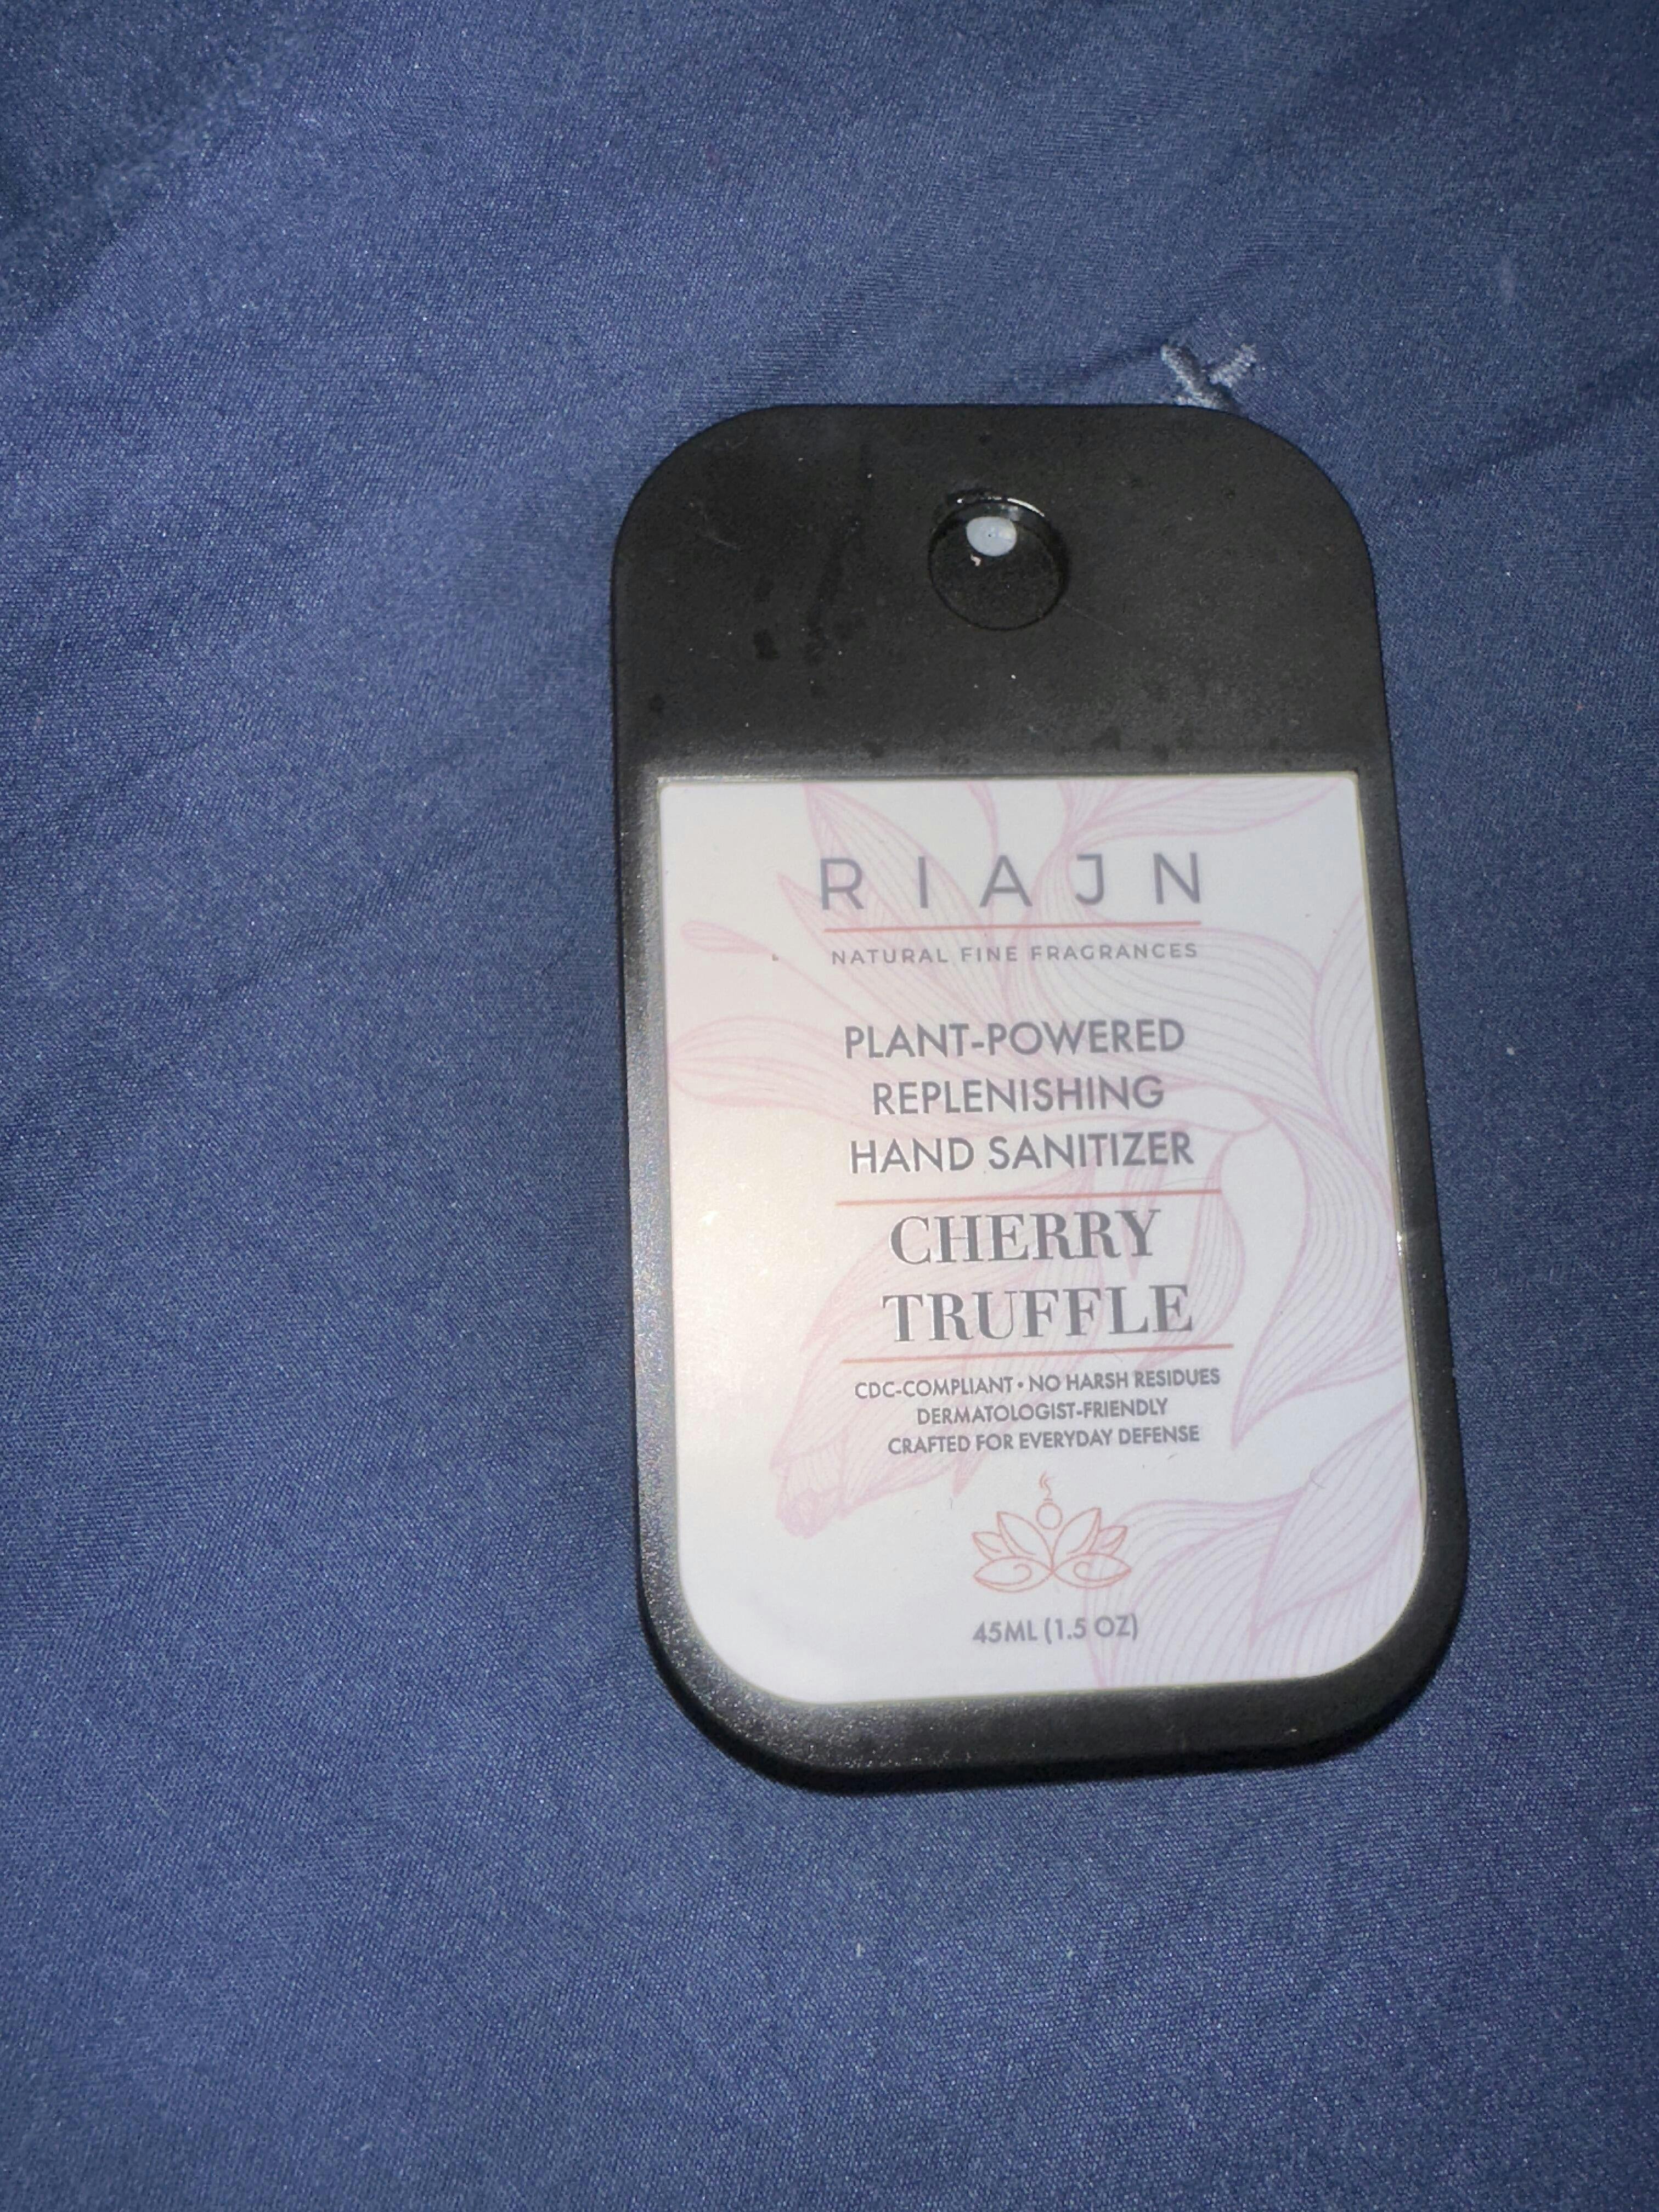 RIAJN
NATURAL FINE FRAGRANCES
PLANT-POWERED
REPLENISHING
HAND SANITIZER
CHERRY
TRUFFLE
CDC-COMPLIANT • NO HARSH RESIDUES
DERMATOLOGIST-FRIENDLY
CRAFTED FOR EVERYDAY DEFENSE
45ML (1.5 OZ)